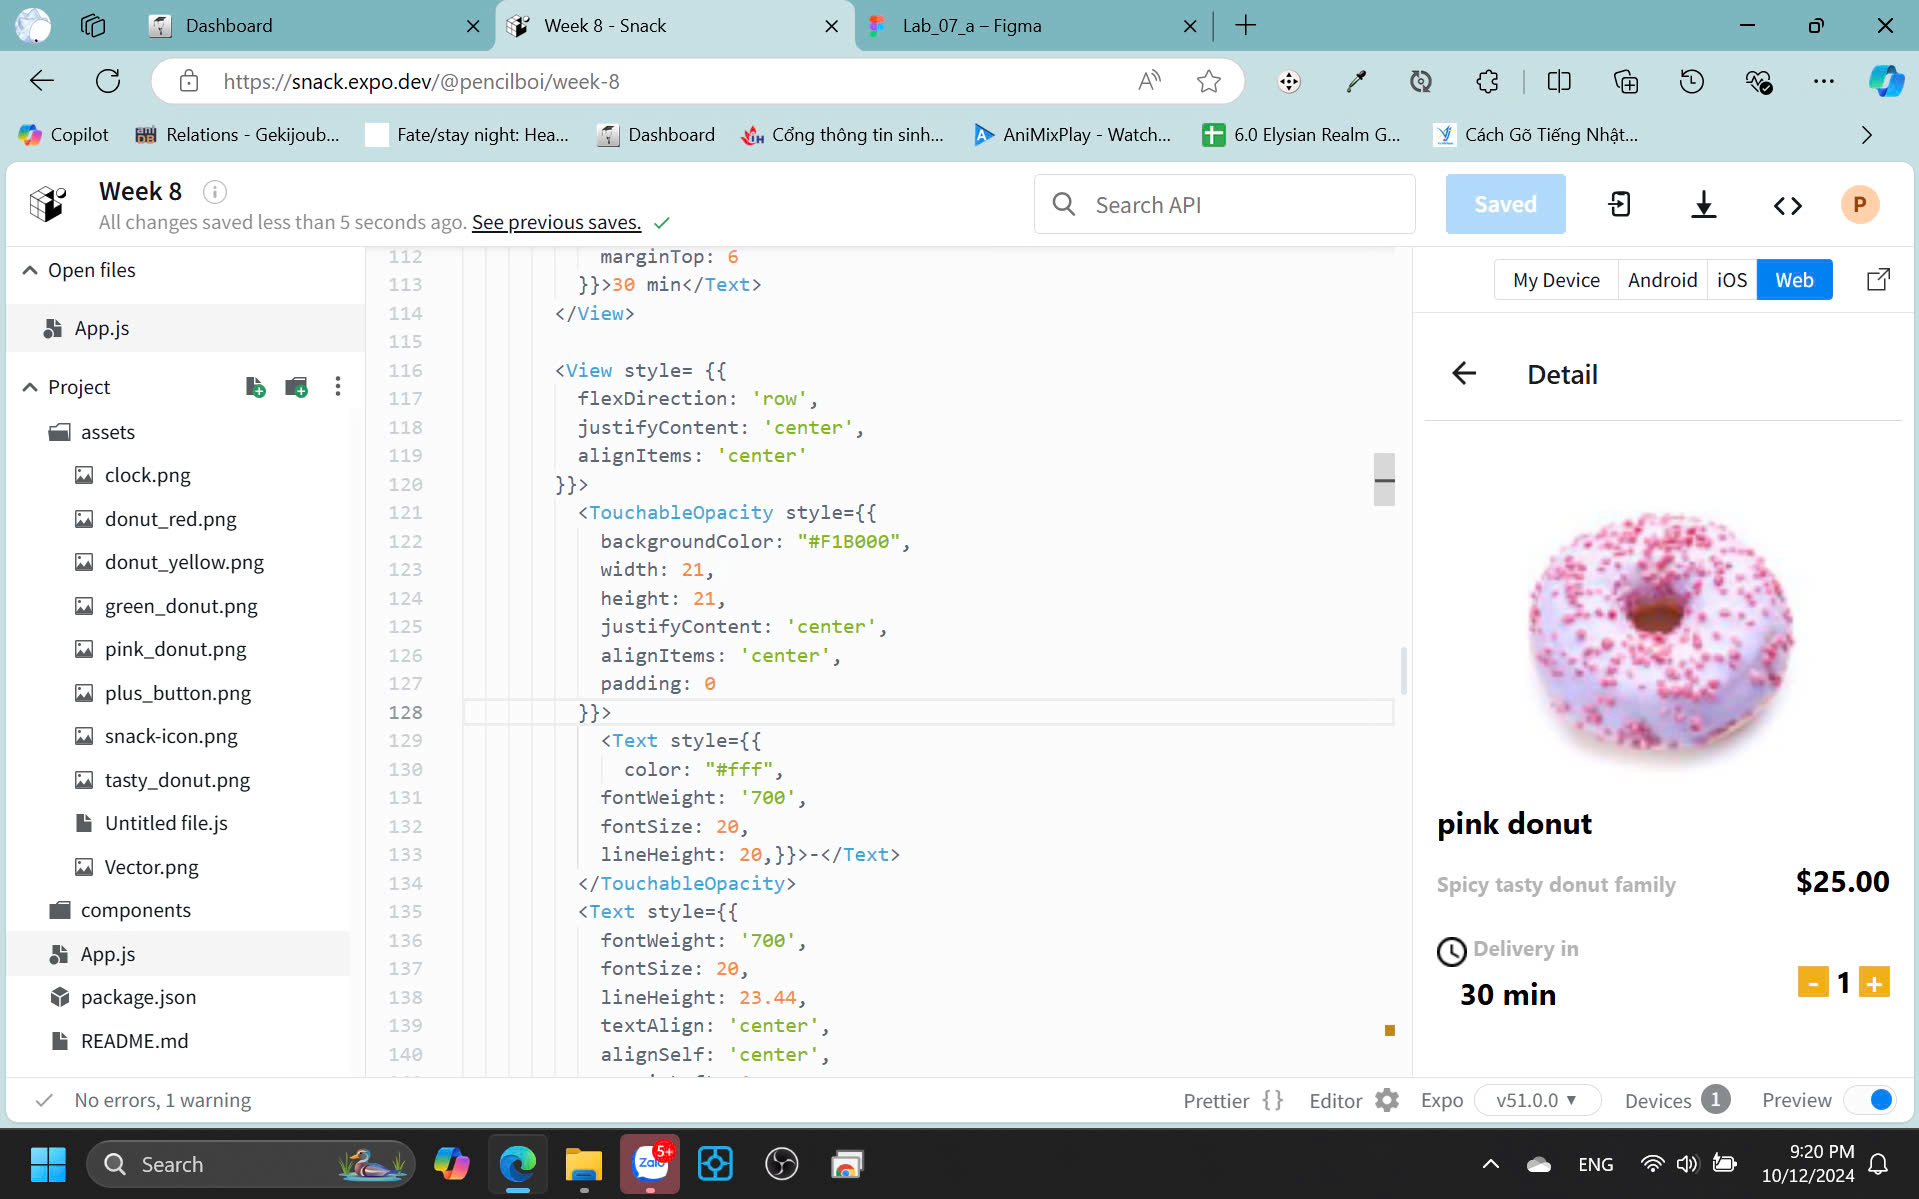 Dashboard
Week 8 - Snack
Lab_07_a – Figma
https://snack.expo.dev/@pencilboi/week-8
Copilot
Relations - Gekijoub...
Fate/stay night: Hea...
Dashboard
Cổng thông tin sinh...
AniMixPlay - Watch...
6.0 Elysian Realm G...
Cách Gõ Tiếng Nhật...
Week 8
All changes saved less than 5 seconds ago. See previous saves.
Search API
Saved
P
Open files
App.js
Project
assets
clock.png
donut_red.png
donut_yellow.png
green_donut.png
pink_donut.png
plus_button.png
snack-icon.png
tasty_donut.png
Untitled file.js
Vector.png
components
App.js
package.json
README.md
112 marginTop: 6
113 }}>30 min</Text>
114 </View>
115
116 <View style= {{
117 flexDirection: 'row',
118 justifyContent: 'center',
119 alignItems: 'center'
120 }}>
121 <TouchableOpacity style={{
122 backgroundColor: "#F1B000",
123 width: 21,
124 height: 21,
125 justifyContent: 'center',
126 alignItems: 'center',
127 padding: 0
128 }}>
129 <Text style={{
130 color: "#fff",
131 fontWeight: '700',
132 fontSize: 20,
133 lineHeight: 20,}}>-</Text>
134 </TouchableOpacity>
135 <Text style={{
136 fontWeight: '700',
137 fontSize: 20,
138 lineHeight: 23.44,
139 textAlign: 'center',
140 alignSelf: 'center',
My Device
Android
iOS
Web
Detail
pink donut
Spicy tasty donut family
$25.00
Delivery in
30 min
- 1 +
No errors, 1 warning
Prettier {}
Editor
Expo
v51.0.0
Devices 1
Preview
Search
Zalo
5+
ENG
9:20 PM
10/12/2024